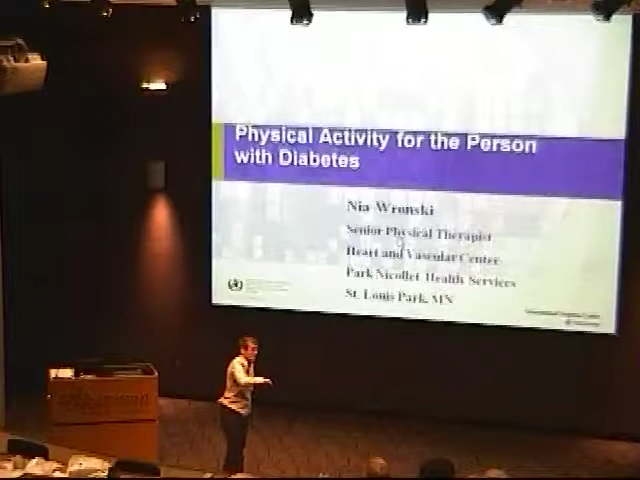 Physical Activity for the Person
with Diabetes
Nia Wronski
Senior Physical Therapist
Heart and Vascular Center
Park Nicollet Health Services
St. Louis Park, MN